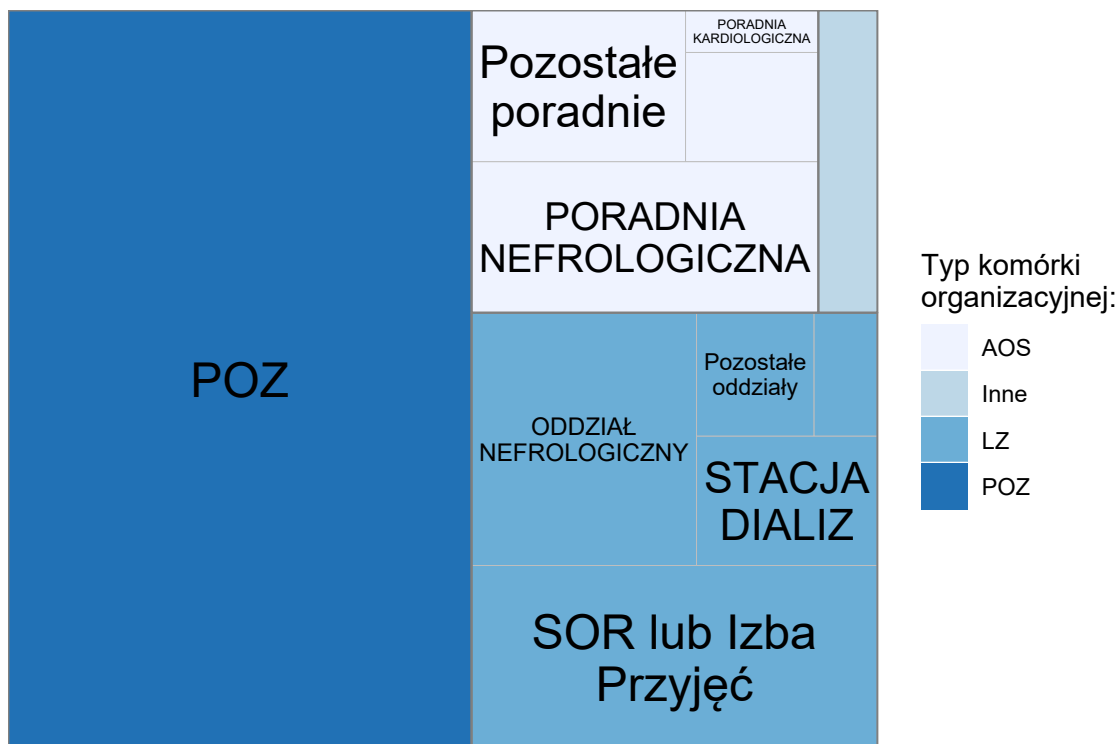 POZ
Pozostałe
poradnie
PORADNIA
KARDIOLOGICZNA
PORADNIA
NEFROLOGICZNA
ODDZIAŁ
NEFROLOGICZNY
Pozostałe
oddziały
STACJA
DIALIZ
SOR lub Izba
Przyjęć
Typ komórki
organizacyjnej:
AOS
Inne
LZ
POZ